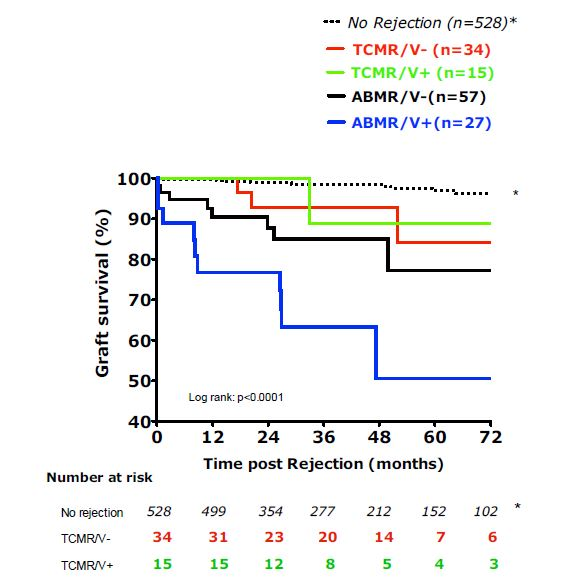 No Rejection (n=528)*
TCMR/V- (n=34)
TCMR/V+ (n=15)
ABMR/V-(n=57)
ABMR/V+(n=27)
100
90
80
70
60
50
40
*
Graft survival (%)
Log rank: p<0.0001
0 12 24 36 48 60 72
Time post Rejection (months)
Number at risk
No rejection 528 499 354 277 212 152 102 *
TCMR/V- 34 31 23 20 14 7 6
TCMR/V+ 15 15 12 8 5 4 3